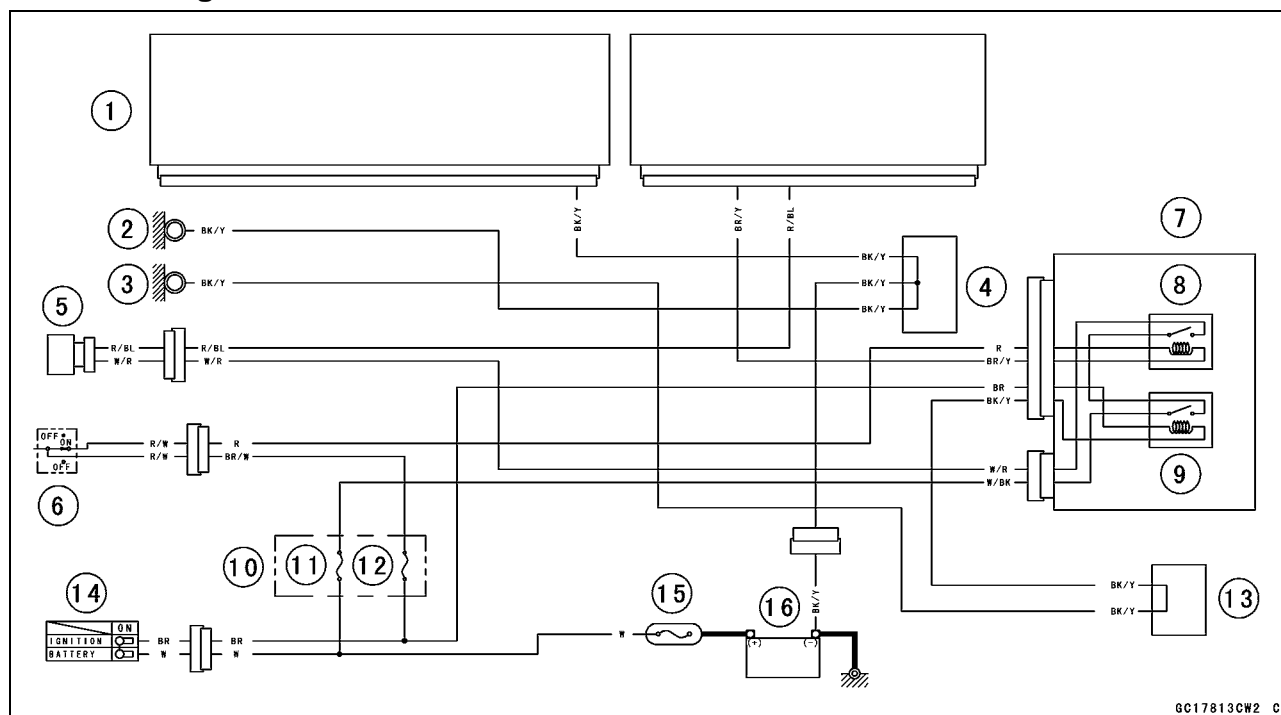 1
BK/Y
BR/Y
R/BL
2
BK/Y
7
BK/Y
3
BK/Y
BK/Y
4
8
BK/Y
5
R/BL
R/BL
W/R
W/R
R
BR/Y
BR
BK/Y
OFF
ON
R/W
R
R/W
BR/W
OFF
W/R
9
W/BK
6
10
11
12
14
15
16
BK/Y
BK/Y
13
BK/Y
ON
IGNITION
BR
BR
BATTERY
W
W
W
(+)
(-)
GC17813CW2 C